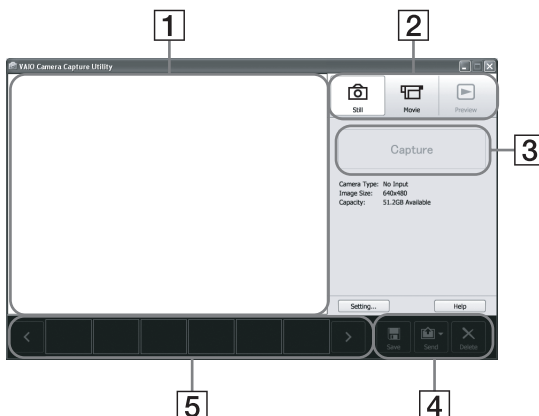 1
2
VAIO Camera Capture Utility
Still
Movie
Preview
Capture
3
Camera Type: No Input
Image Size: 640x480
Capacity: 51.2GB Available
Setting...
Help
Save
Send
Delete
5
4